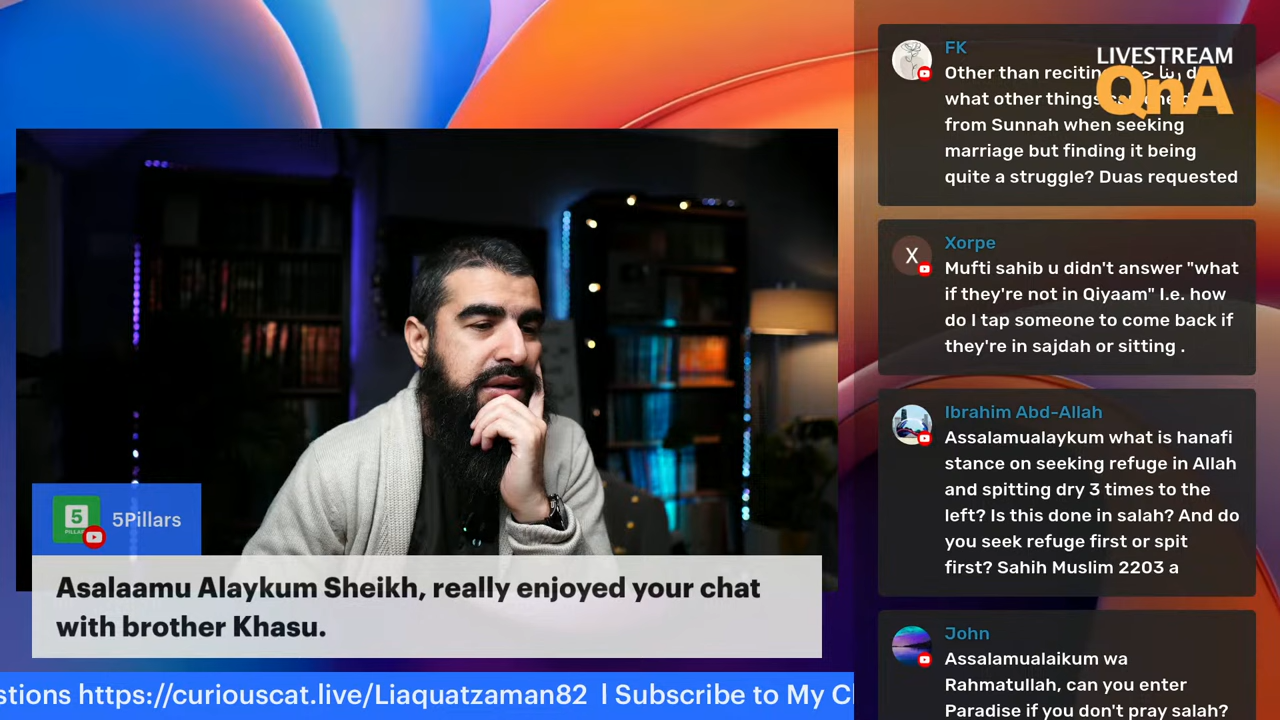 FK
Other than reciting
what other things
from Sunnah when seeking
marriage but finding it being
quite a struggle? Duas requested
LIVESTREAM
QnA
Xorpe
Mufti sahib u didn't answer "what
if they're not in Qiyaam" I.e. how
do I tap someone to come back if
they're in sajdah or sitting .
Ibrahim Abd-Allah
Assalamualaykum what is hanafi
stance on seeking refuge in Allah
and spitting dry 3 times to the
left? Is this done in salah? And do
you seek refuge first or spit
first? Sahih Muslim 2203 a
John
Assalamualaikum wa
Rahmatullah, can you enter
Paradise if you don't pray salah?
X
5
5Pillars
Asalaamu Alaykum Sheikh, really enjoyed your chat
with brother Khasu.
stions https://curiouscat.live/Liaquatzaman82 I Subscribe to My C